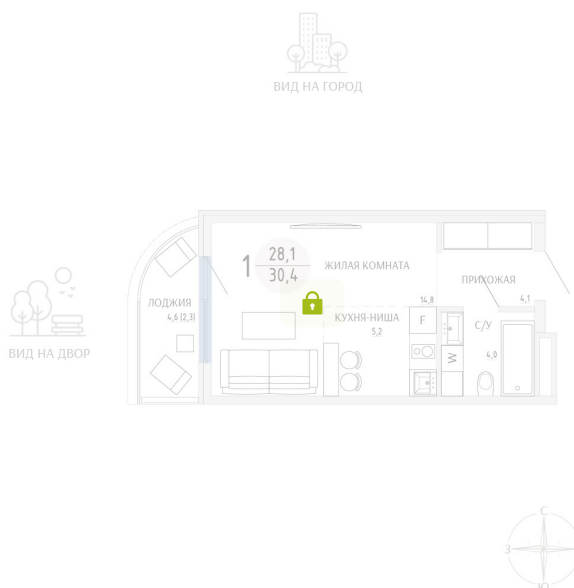 ВИД НА ГОРОД
1
28,1
30,4
ЖИЛАЯ КОМНАТА
14,8
ПРИХОЖАЯ
4,1
ЛОДЖИЯ
4,6 (2,3)
КУХНЯ-НИША
5,2
F
С/У
4,0
W
ВИД НА ДВОР
С
З
Ю